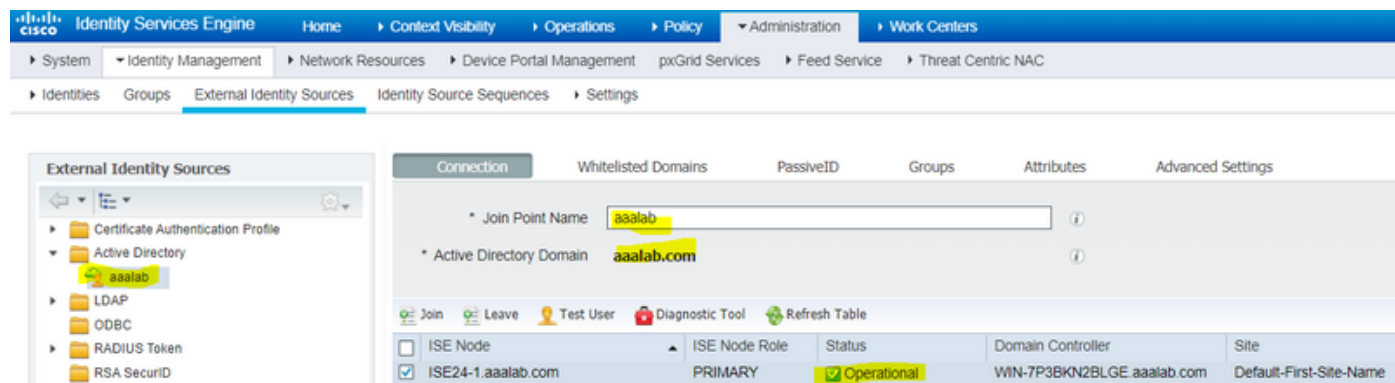 cisco Identity Services Engine Home Context Visibility Operations Policy Administration Work Centers
System Identity Management Network Resources Device Portal Management pxGrid Services Feed Service Threat Centric NAC
Identities Groups External Identity Sources Identity Source Sequences Settings
External Identity Sources
Certificate Authentication Profile
Active Directory
aaalab
LDAP
ODBC
RADIUS Token
RSA SecurID
Connection Whitelisted Domains PassiveID Groups Attributes Advanced Settings
* Join Point Name aaalab
* Active Directory Domain aaalab.com
Join Leave Test User Diagnostic Tool Refresh Table
ISE Node ISE Node Role Status Domain Controller Site
ISE24-1.aaalab.com PRIMARY Operational WIN-7P3BKN2BLGE.aaalab.com Default-First-Site-Name